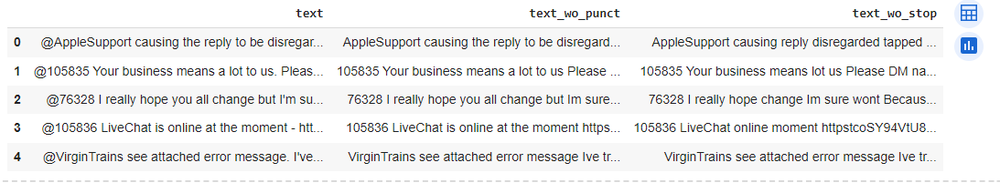 text text_wo_punct text_wo_stop
0 @AppleSupport causing the reply to be disregar... AppleSupport causing the reply to be disregard... AppleSupport causing reply disregarded tapped ...
1 @105835 Your business means a lot to us. Pleas... 105835 Your business means a lot to us Please ... 105835 Your business means lot us Please DM na...
2 @76328 I really hope you all change but I'm su... 76328 I really hope you all change but Im sure... 76328 I really hope change Im sure wont Becaus...
3 @105836 LiveChat is online at the moment - htt... 105836 LiveChat is online at the moment https... 105836 LiveChat online moment httpstcoSY94VtU8...
4 @VirginTrains see attached error message. I've... VirginTrains see attached error message Ive tr... VirginTrains see attached error message Ive tr...